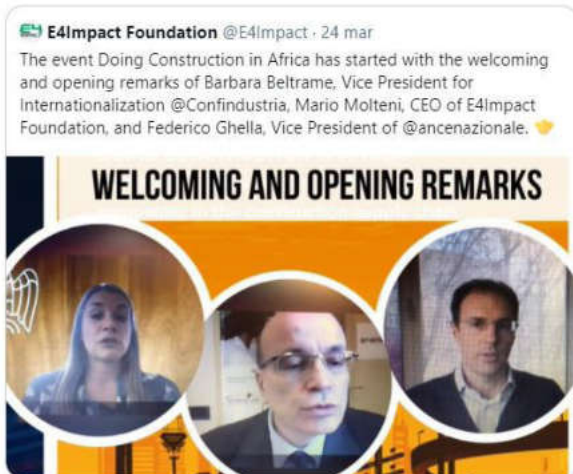 E4Impact Foundation @E4Impact · 24 mar
The event Doing Construction in Africa has started with the welcoming
and opening remarks of Barbara Beltrame, Vice President for
Internationalization @Confindustria, Mario Molteni, CEO of E4Impact
Foundation, and Federico Ghella, Vice President of @ancenazionale.
WELCOMING AND OPENING REMARKS